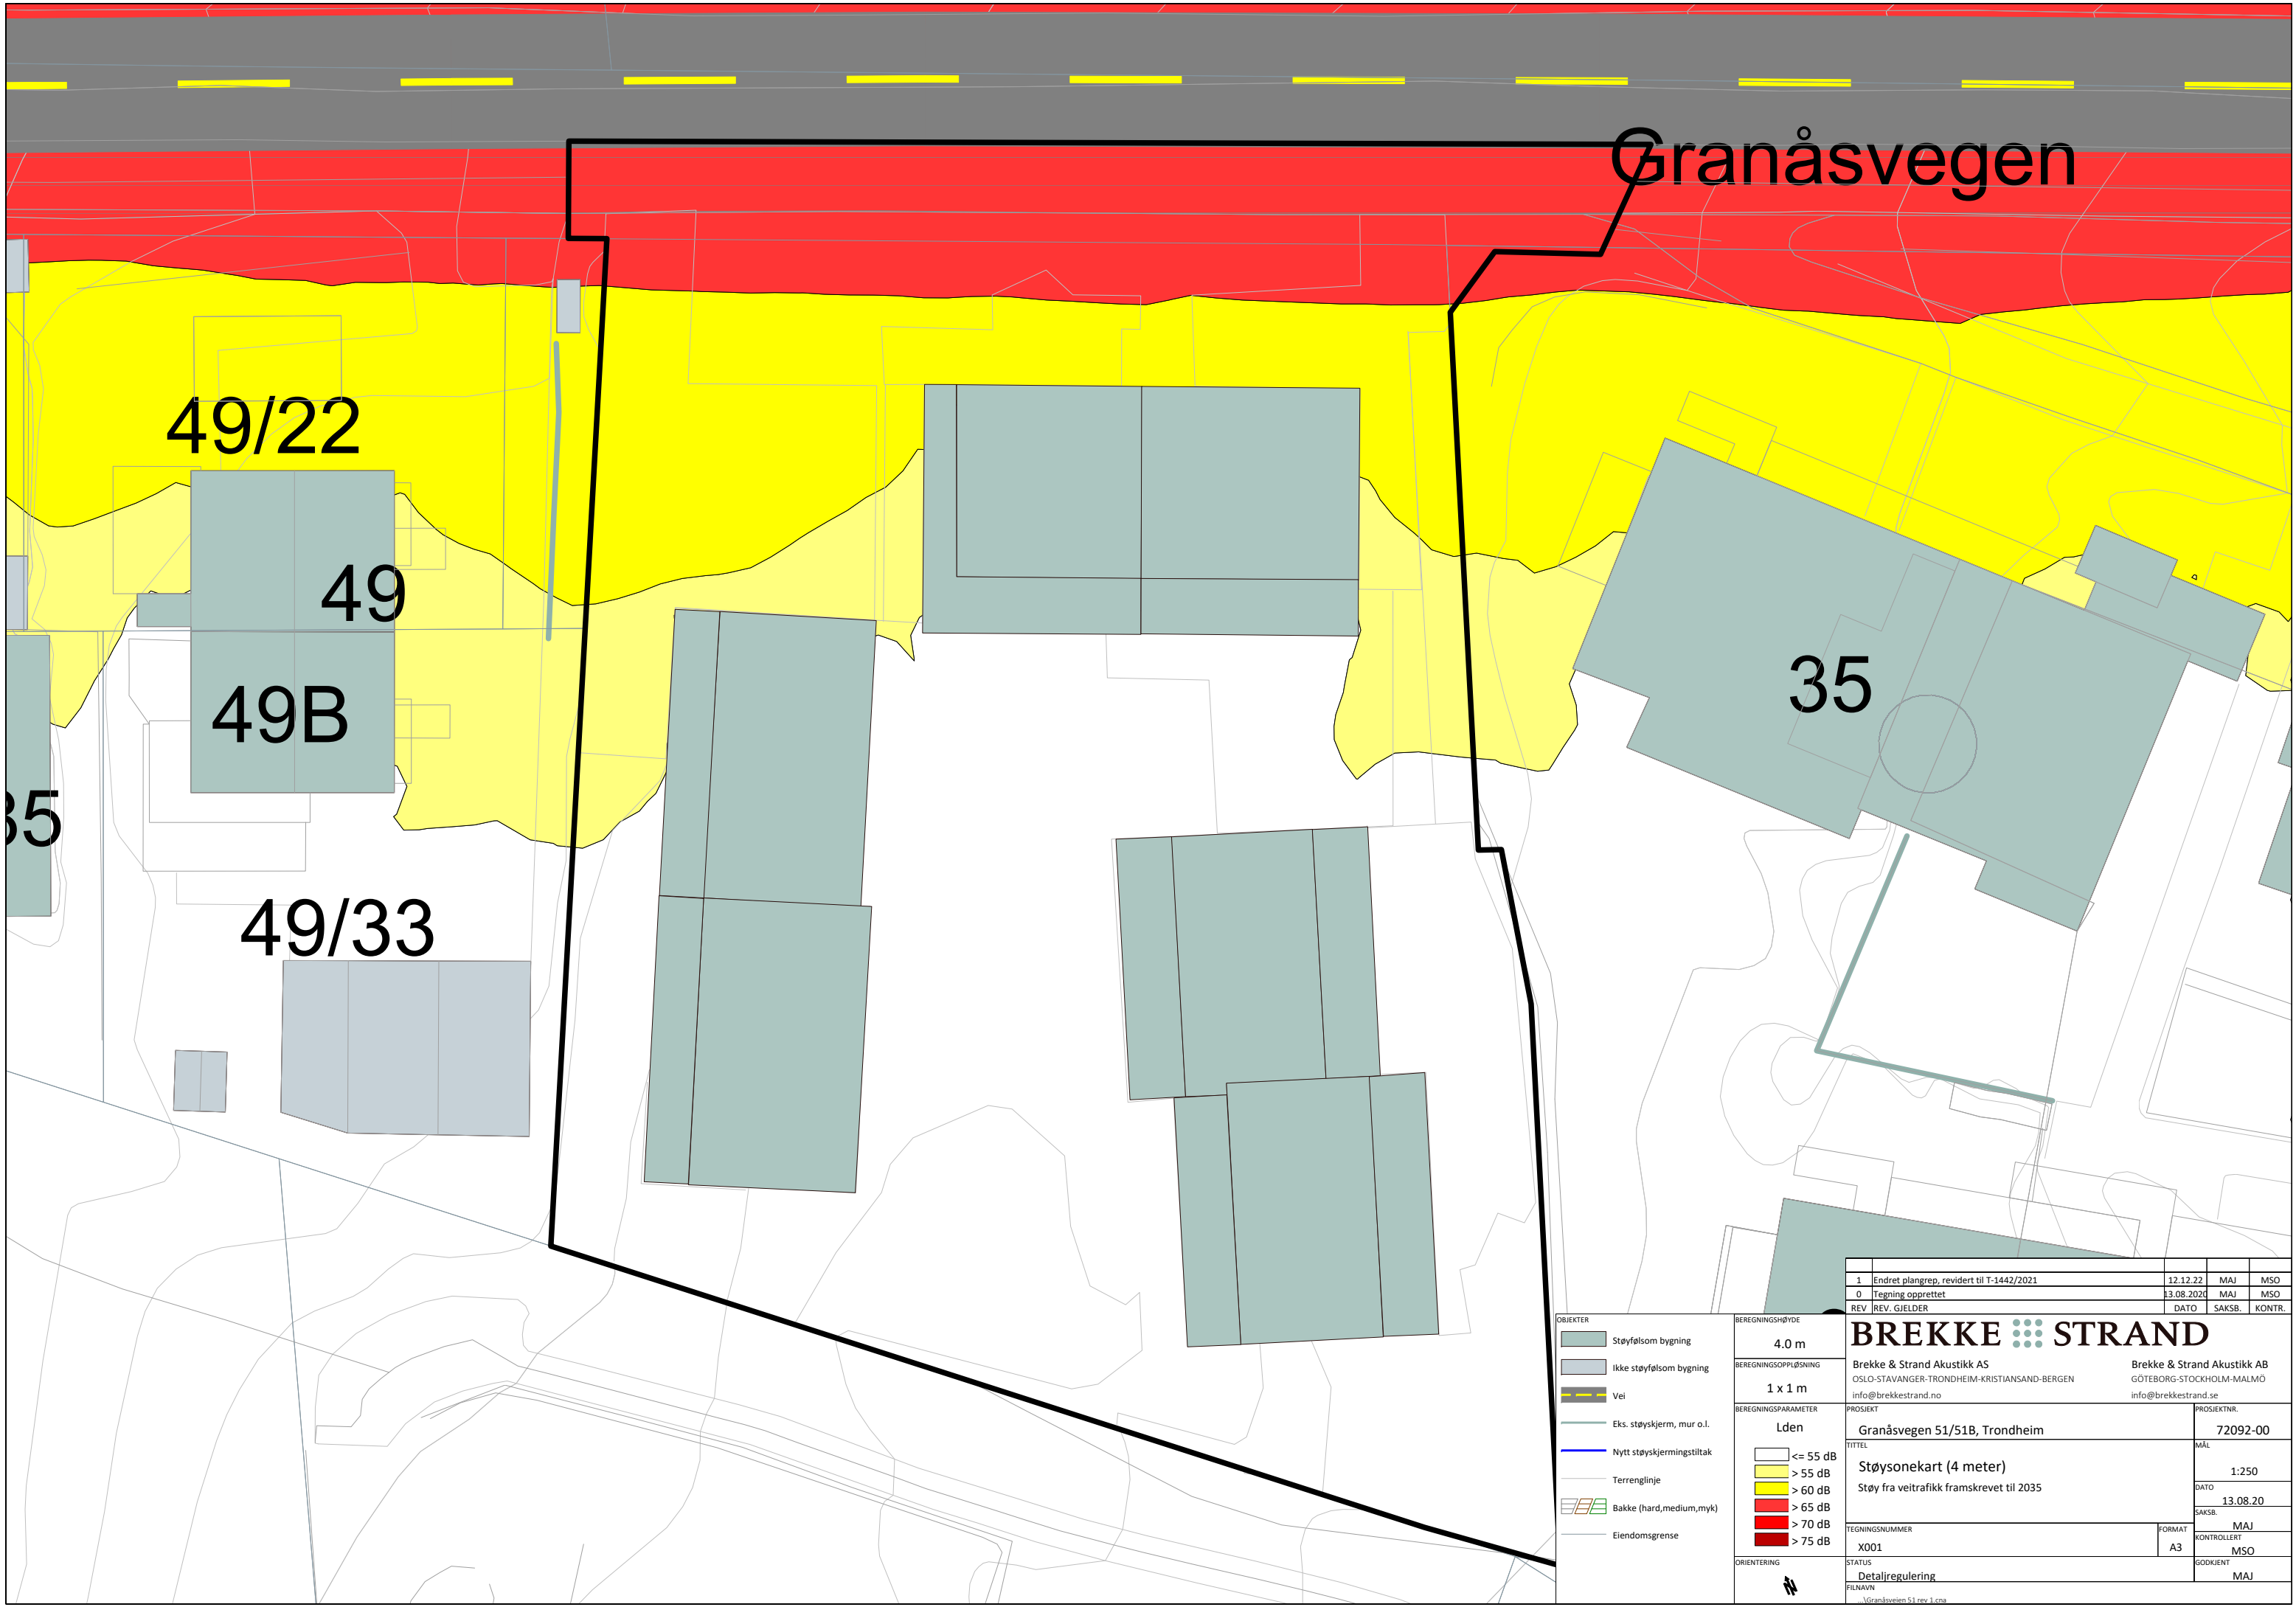 Granåsvegen
49/22
49
49B
35
35
49/33
1 Endret plangrep, revidert til T-1442/2021 12.12.22 MAJ MSO
0 Tegning opprettet 13.08.2020 MAJ MSO
REV REV. GJELDER DATO SAKSB. KONTR.
OBJEKTER
Støyfølsom bygning
Ikke støyfølsom bygning
Vei
Eks. støyskjerm, mur o.l.
Nytt støyskjermingstiltak
Terrenglinje
Bakke (hard,medium,myk)
Eiendomsgrense
BEREGNINGSHØYDE
4.0 m
BEREGNINGSOPPLØSNING
1 x 1 m
BEREGNINGSPARAMETER
Lden
<= 55 dB
> 55 dB
> 60 dB
> 65 dB
> 70 dB
> 75 dB
ORIENTERING
N
BREKKE STRAND
Brekke & Strand Akustikk AS Brekke & Strand Akustikk AB
OSLO-STAVANGER-TRONDHEIM-KRISTIANSAND-BERGEN GÖTEBORG-STOCKHOLM-MALMÖ
info@brekkestrand.no info@brekkestrand.se
PROSJEKT
Granåsvegen 51/51B, Trondheim
PROSJEKTNR.
72092-00
TITTEL
Støysonekart (4 meter)
Støy fra veitrafikk framskrevet til 2035
MÅL
1:250
DATO
13.08.20
SAKSB.
MAJ
TEGNINGSNUMMER
X001
FORMAT
A3
KONTROLLERT
MSO
STATUS
Detaljregulering
GODKJENT
MAJ
FILNAVN
...\Granåsveien 51 rev 1.cna